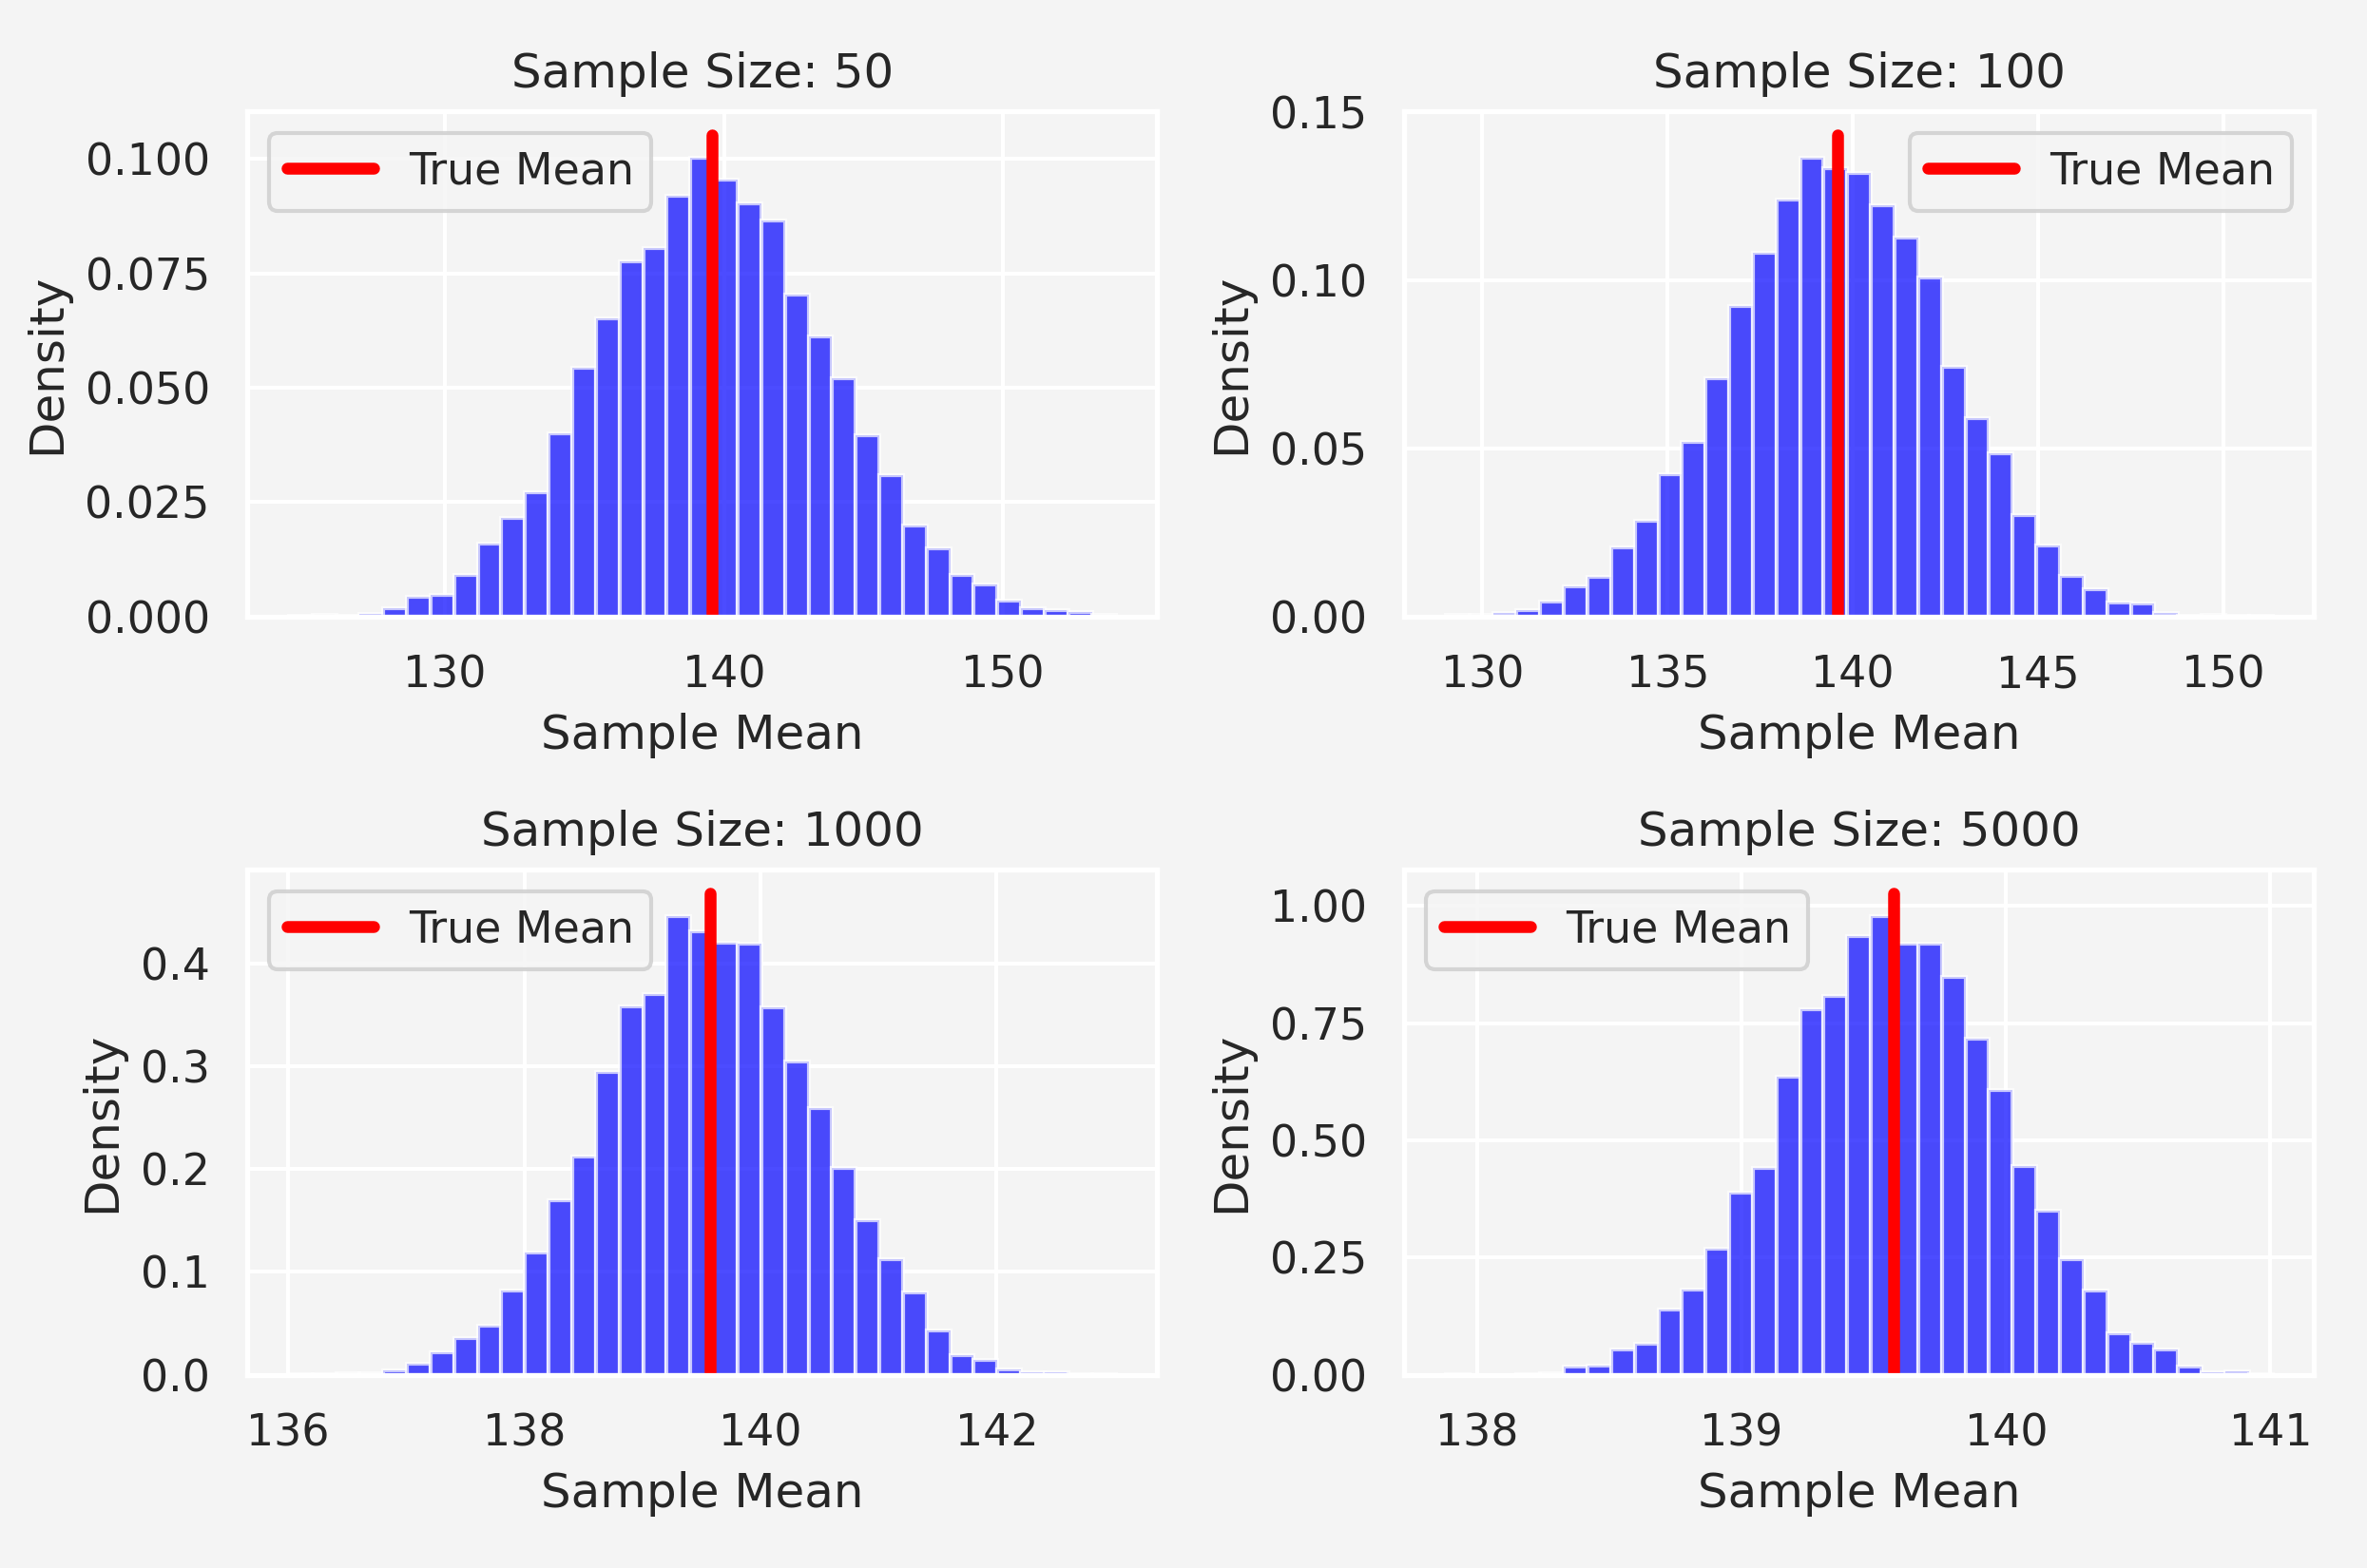 Sample Size: 50
True Mean
0.100
0.075
0.050
0.025
0.000
Density
130 140 150
Sample Mean
Sample Size: 100
True Mean
0.15
0.10
0.05
0.00
Density
130 135 140 145 150
Sample Mean
Sample Size: 1000
True Mean
0.4
0.3
0.2
0.1
0.0
Density
136 138 140 142
Sample Mean
Sample Size: 5000
True Mean
1.00
0.75
0.50
0.25
0.00
Density
138 139 140 141
Sample Mean